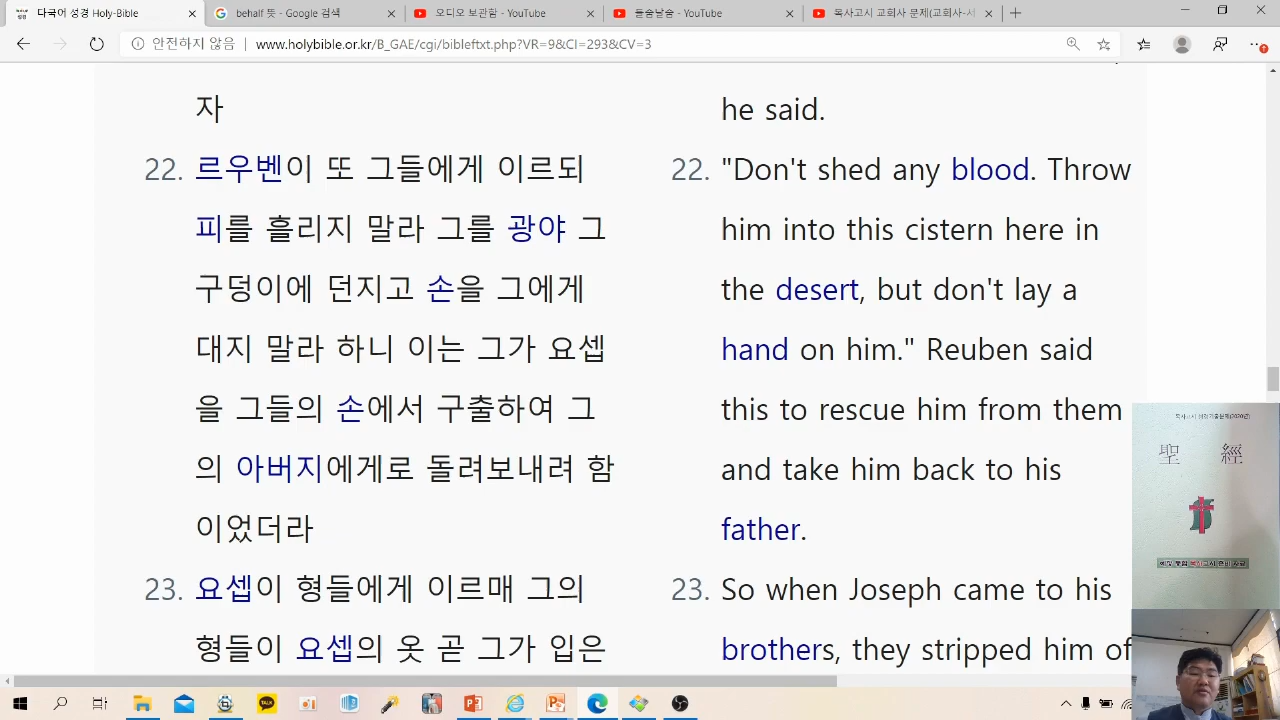 다국어 성경 Holy-Bible
behalf 뜻 - Google 검색
오디오 보관함 - YouTube
들숨날숨 - YouTube
목사고시 교회사 문제(교회사-서
안전하지 않음
www.holybible.or.kr/B_GAE/cgi/bibleftxt.php?VR=9&CI=293&CV=3
자
22. 르우벤이 또 그들에게 이르되
피를 흘리지 말라 그를 광야 그
구덩이에 던지고 손을 그에게
대지 말라 하니 이는 그가 요셉
을 그들의 손에서 구출하여 그
의 아버지에게로 돌려보내려 함
이었더라
23. 요셉이 형들에게 이르매 그의
형들이 요셉의 옷 곧 그가 입은
he said.
22. "Don't shed any blood. Throw
him into this cistern here in
the desert, but don't lay a
hand on him." Reuben said
this to rescue him from them
and take him back to his
father.
23. So when Joseph came to his
brothers, they stripped him of
聖 經
TALK